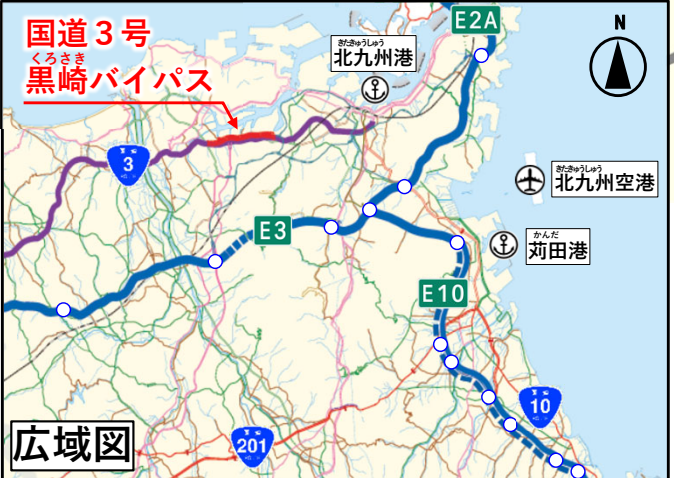 国道3号
くろさき
黒崎バイパス
E2A
N
きたきゅうしゅう
北九州港
3
きたきゅうしゅう
北九州空港
E3
かんだ
苅田港
E10
10
広域図
201